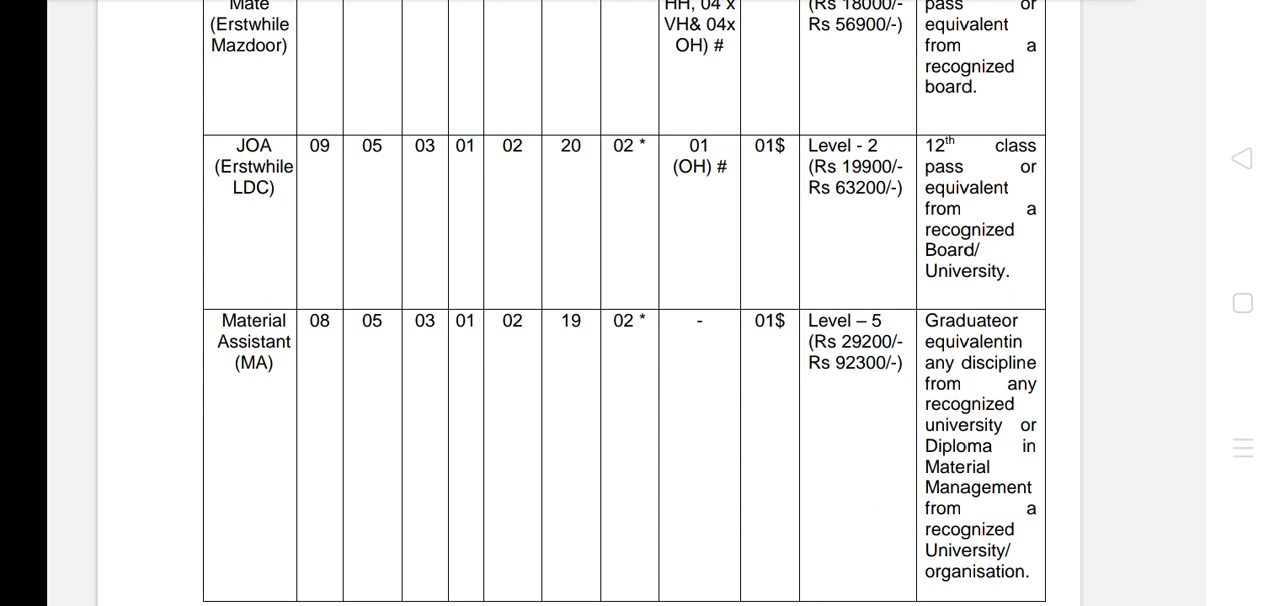 Mate
(Erstwhile
Mazdoor)
HH, 04 x
VH& 04x
OH) #
(Rs 18000/-
Rs 56900/-)
pass or
equivalent
from a
recognized
board.
JOA
(Erstwhile
LDC)
09
05
03
01
02
20
02 *
01
(OH) #
01$
Level - 2
(Rs 19900/-
Rs 63200/-)
12th class
pass or
equivalent
from a
recognized
Board/
University.
Material
Assistant
(MA)
08
05
03
01
02
19
02 *
-
01$
Level – 5
(Rs 29200/-
Rs 92300/-)
Graduateor
equivalentin
any discipline
from any
recognized
university or
Diploma in
Material
Management
from a
recognized
University/
organisation.